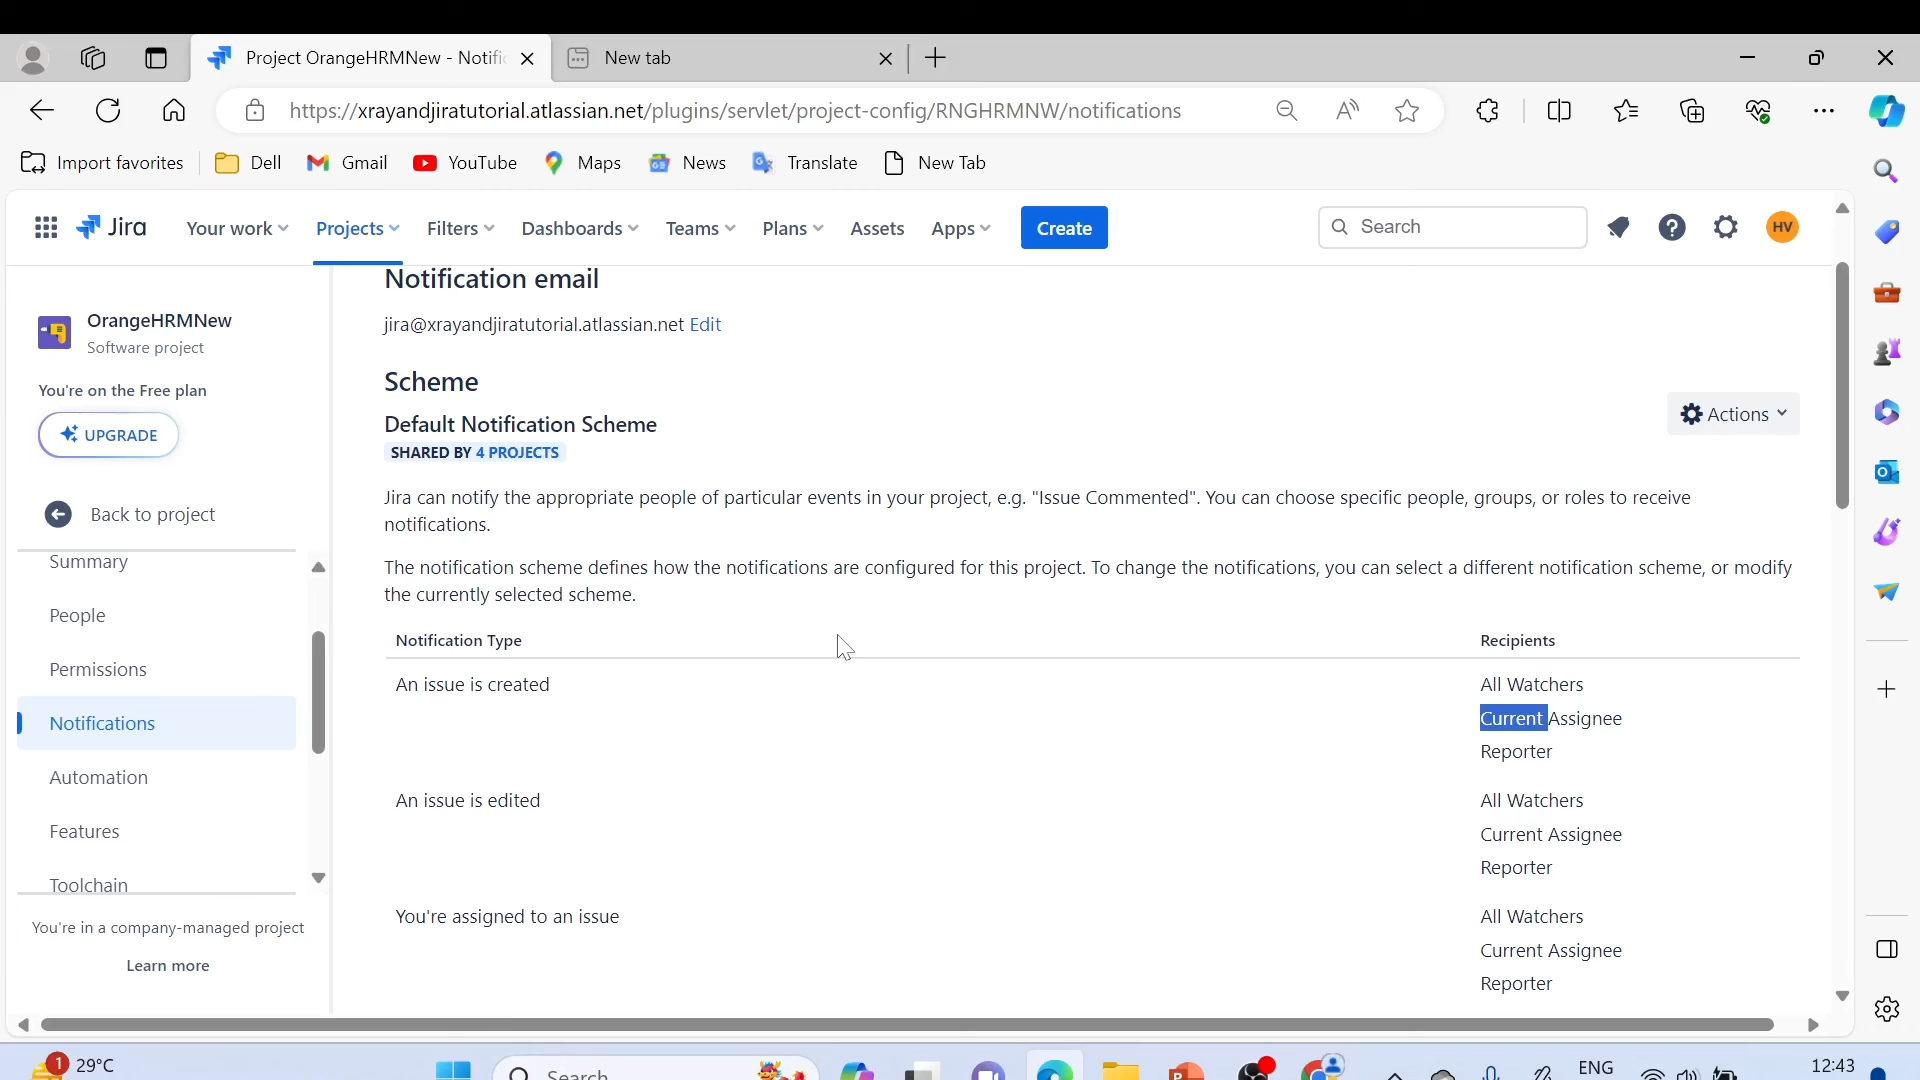 Project OrangeHRMNew - Notific
New tab
https://xrayandjiratutorial.atlassian.net/plugins/servlet/project-config/RNGHRMNW/notifications
Import favorites
Dell
Gmail
YouTube
Maps
News
Translate
New Tab
Jira
Your work
Projects
Filters
Dashboards
Teams
Plans
Assets
Apps
Create
Search
HV
OrangeHRMNew
Software project
You're on the Free plan
UPGRADE
Back to project
Summary
People
Permissions
Notifications
Automation
Features
Toolchain
You're in a company-managed project
Learn more
Notification email
jira@xrayandjiratutorial.atlassian.net Edit
Scheme
Default Notification Scheme
SHARED BY 4 PROJECTS
Actions
Jira can notify the appropriate people of particular events in your project, e.g. "Issue Commented". You can choose specific people, groups, or roles to receive
notifications.
The notification scheme defines how the notifications are configured for this project. To change the notifications, you can select a different notification scheme, or modify
the currently selected scheme.
Notification Type Recipients
An issue is created All Watchers
Current Assignee
Reporter
An issue is edited All Watchers
Current Assignee
Reporter
You're assigned to an issue All Watchers
Current Assignee
Reporter
1
29°C
Search
ENG
12:43